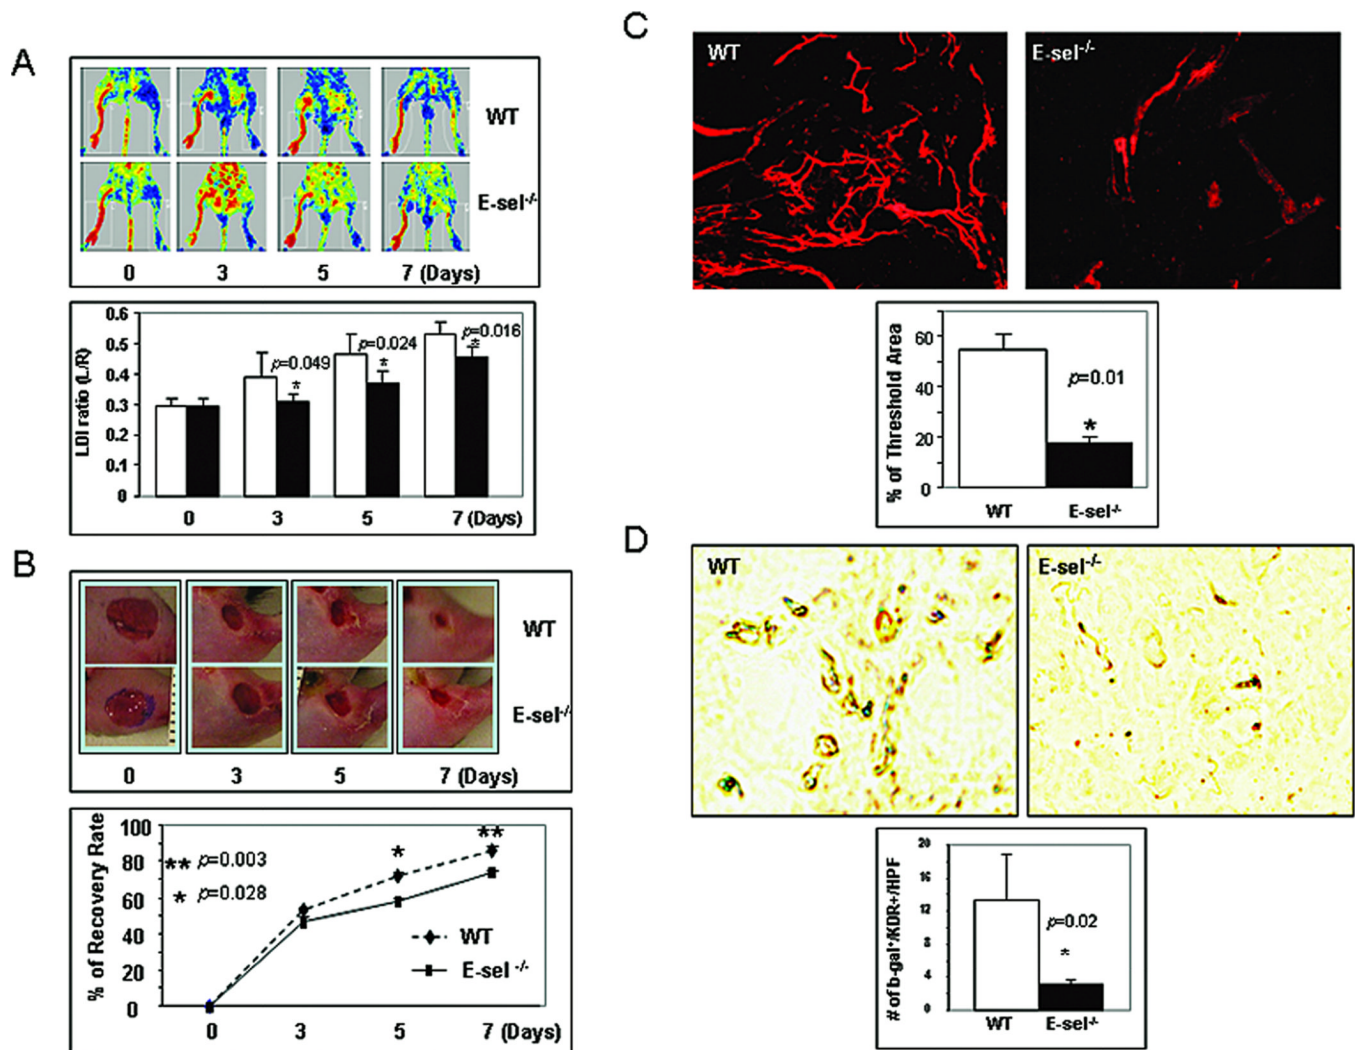 A
WT
E-sel-/-
0 3 5 7 (Days)
LDI ratio (L/R)
0.6
0.5
0.4
0.3
0.2
0.1
0
p=0.049
*
p=0.024
*
p=0.016
*
0 3 5 7 (Days)
B
WT
E-sel-/-
0 3 5 7 (Days)
% of Recovery Rate
100
80
60
40
20
0
** p=0.003
* p=0.028
*
**
WT
E-sel -/-
0 3 5 7 (Days)
C
WT
E-sel-/-
% of Threshold Area
60
40
20
0
p=0.01
*
WT E-sel-/-
D
WT
E-sel-/-
# of b-gal+/KDR+/HPF
20
16
12
8
4
0
p=0.02
*
WT E-sel-/-